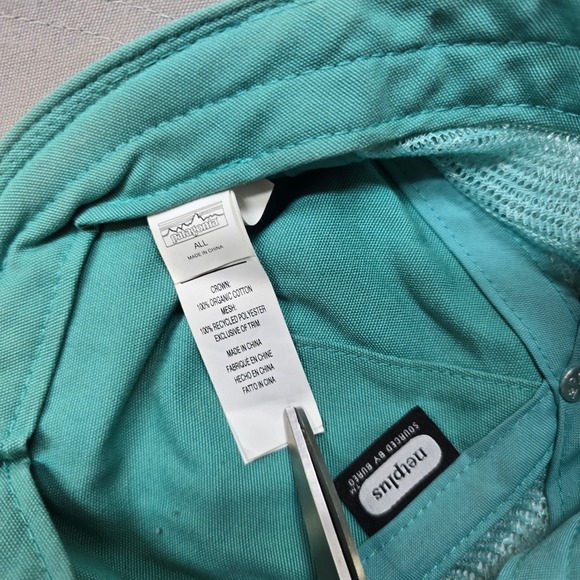 patagonia
ALL
MADE IN CHINA
CROWN:
100% ORGANIC COTTON
MESH:
100% RECYCLED POLYESTER
EXCLUSIVE OF TRIM
MADE IN CHINA
FABRIQUÉ EN CHINE
HECHO EN CHINA
FATTO IN CINA
netplus
SOURCED BY BUREO™